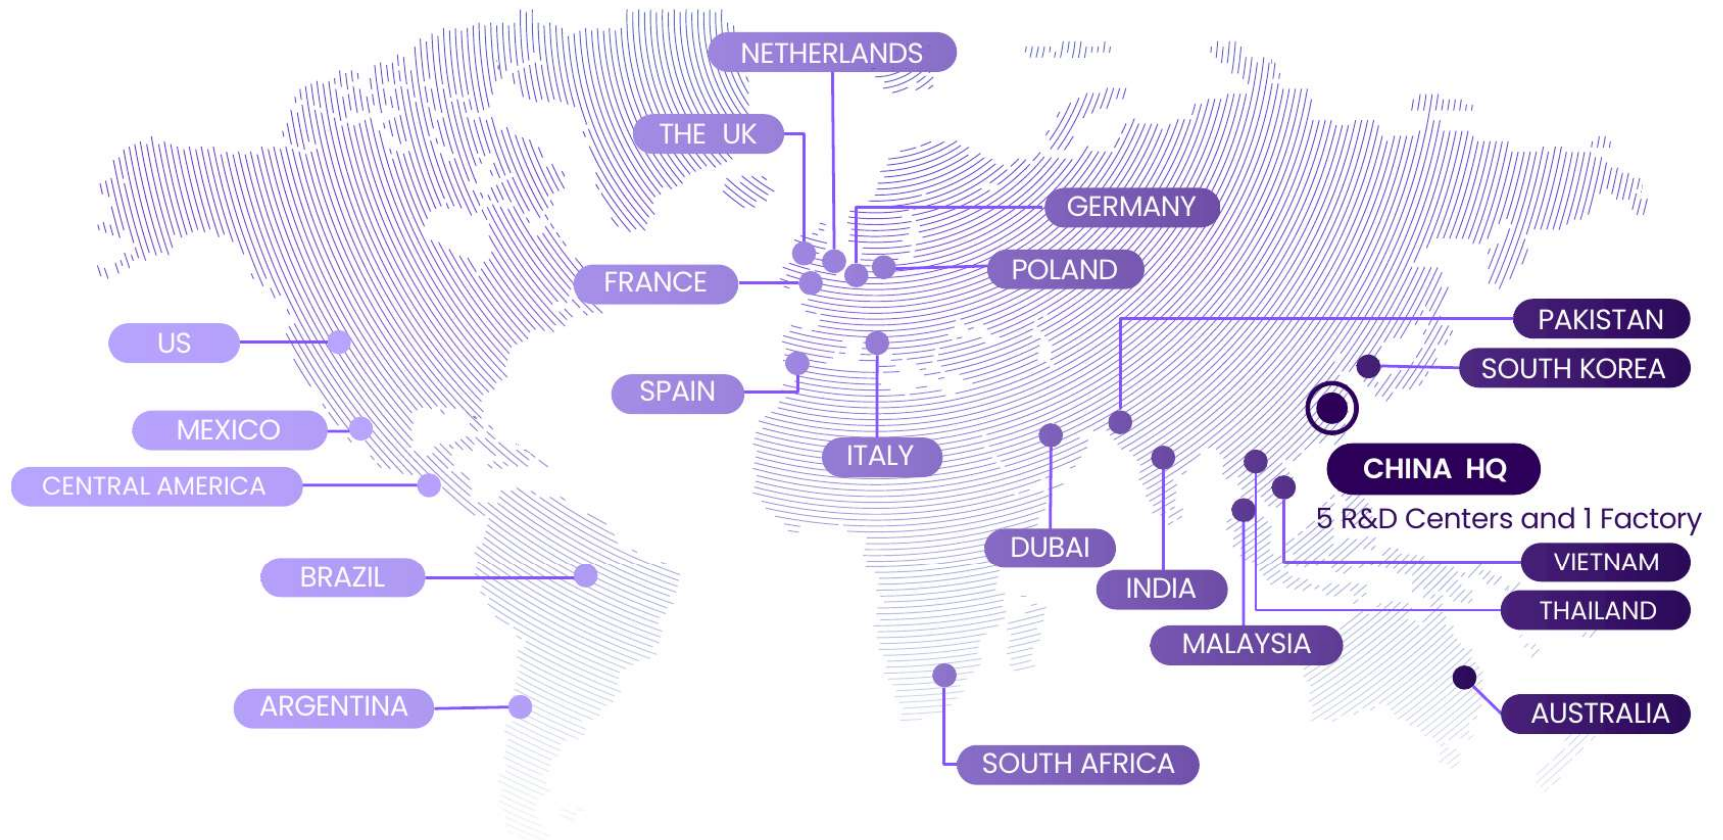 NETHERLANDS
THE UK
GERMANY
POLAND
FRANCE
PAKISTAN
US
SOUTH KOREA
SPAIN
MEXICO
ITALY
CHINA HQ
CENTRAL AMERICA
5 R&D Centers and 1 Factory
DUBAI
VIETNAM
BRAZIL
INDIA
THAILAND
MALAYSIA
ARGENTINA
AUSTRALIA
SOUTH AFRICA